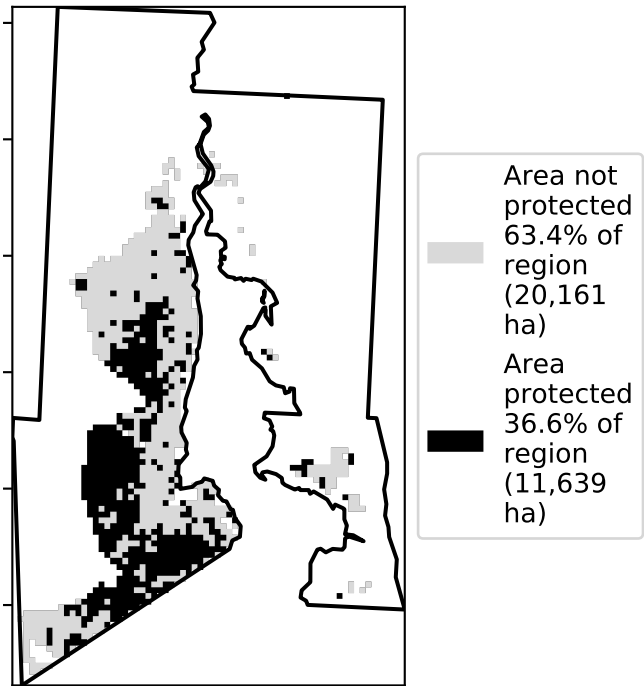 Area not
protected
63.4% of
region
(20,161
ha)
Area
protected
36.6% of
region
(11,639
ha)